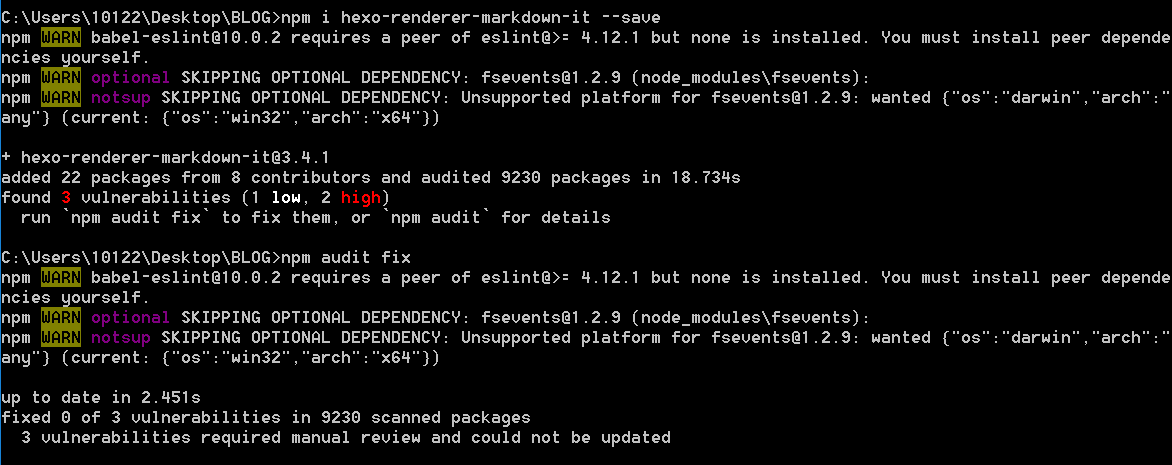 C:\Users\10122\Desktop\BLOG>npm i hexo-renderer-markdown-it --save
npm WARN babel-eslint@10.0.2 requires a peer of eslint@>= 4.12.1 but none is installed. You must install peer depende
ncies yourself.
npm WARN optional SKIPPING OPTIONAL DEPENDENCY: fsevents@1.2.9 (node_modules\fsevents):
npm WARN notsup SKIPPING OPTIONAL DEPENDENCY: Unsupported platform for fsevents@1.2.9: wanted {"os":"darwin","arch":"
any"} (current: {"os":"win32","arch":"x64"})
+ hexo-renderer-markdown-it@3.4.1
added 22 packages from 8 contributors and audited 9230 packages in 18.734s
found 3 vulnerabilities (1 low, 2 high)
  run `npm audit fix` to fix them, or `npm audit` for details
C:\Users\10122\Desktop\BLOG>npm audit fix
npm WARN babel-eslint@10.0.2 requires a peer of eslint@>= 4.12.1 but none is installed. You must install peer depende
ncies yourself.
npm WARN optional SKIPPING OPTIONAL DEPENDENCY: fsevents@1.2.9 (node_modules\fsevents):
npm WARN notsup SKIPPING OPTIONAL DEPENDENCY: Unsupported platform for fsevents@1.2.9: wanted {"os":"darwin","arch":"
any"} (current: {"os":"win32","arch":"x64"})
up to date in 2.451s
fixed 0 of 3 vulnerabilities in 9230 scanned packages
  3 vulnerabilities required manual review and could not be updated